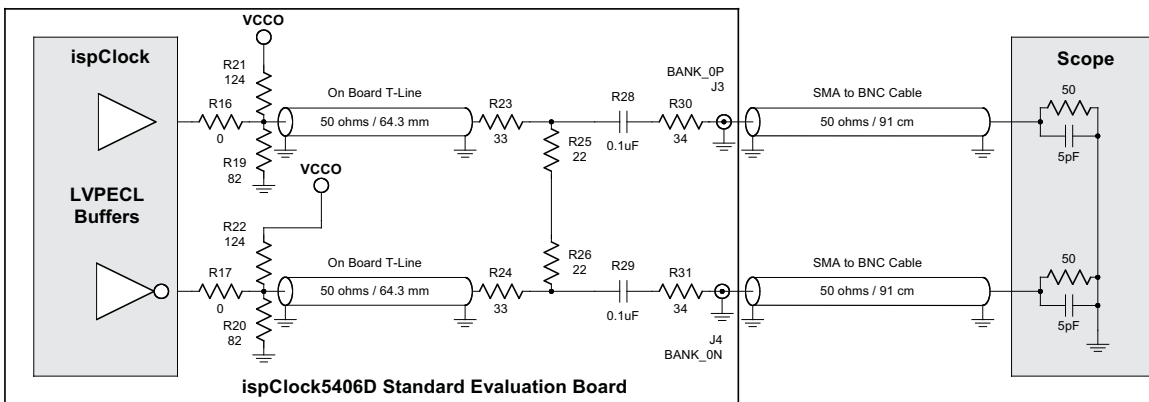 VCCO
ispClock
R21
124
R16
0
R19
82
On Board T-Line
50 ohms / 64.3 mm
R23
33
R25
22
R28
0.1uF
R30
34
BANK_0P
J3
SMA to BNC Cable
50 ohms / 91 cm
Scope
50
5pF
LVPECL
Buffers
VCCO
R22
124
R17
0
R20
82
On Board T-Line
50 ohms / 64.3 mm
R24
33
R26
22
R29
0.1uF
R31
34
J4
BANK_0N
SMA to BNC Cable
50 ohms / 91 cm
50
5pF
ispClock5406D Standard Evaluation Board